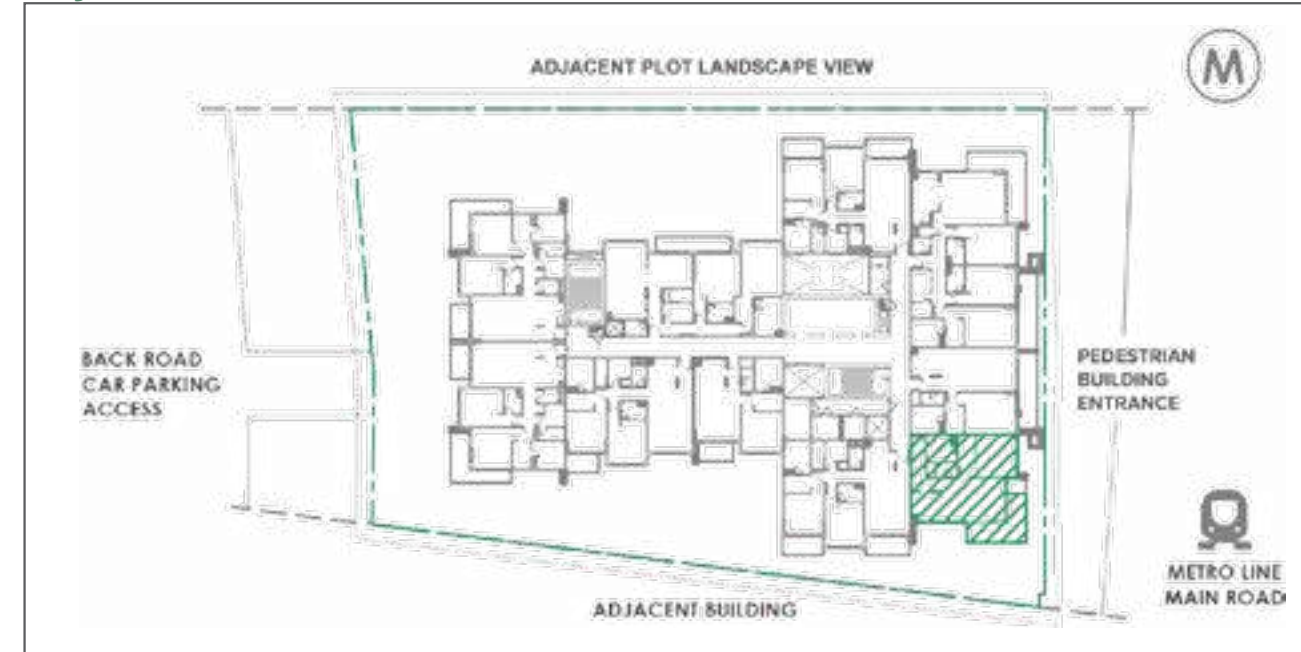 ADJACENT PLOT LANDSCAPE VIEW
M
BACK ROAD
CAR PARKING
ACCESS
PEDESTRIAN
BUILDING
ENTRANCE
METRO LINE
MAIN ROAD
ADJACENT BUILDING